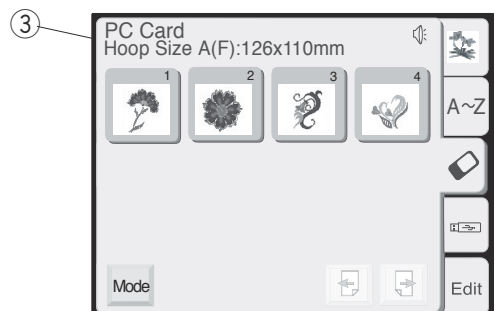 ③
PC Card
Hoop Size A(F):126x110mm
1 2 3 4
A~Z
Mode
Edit